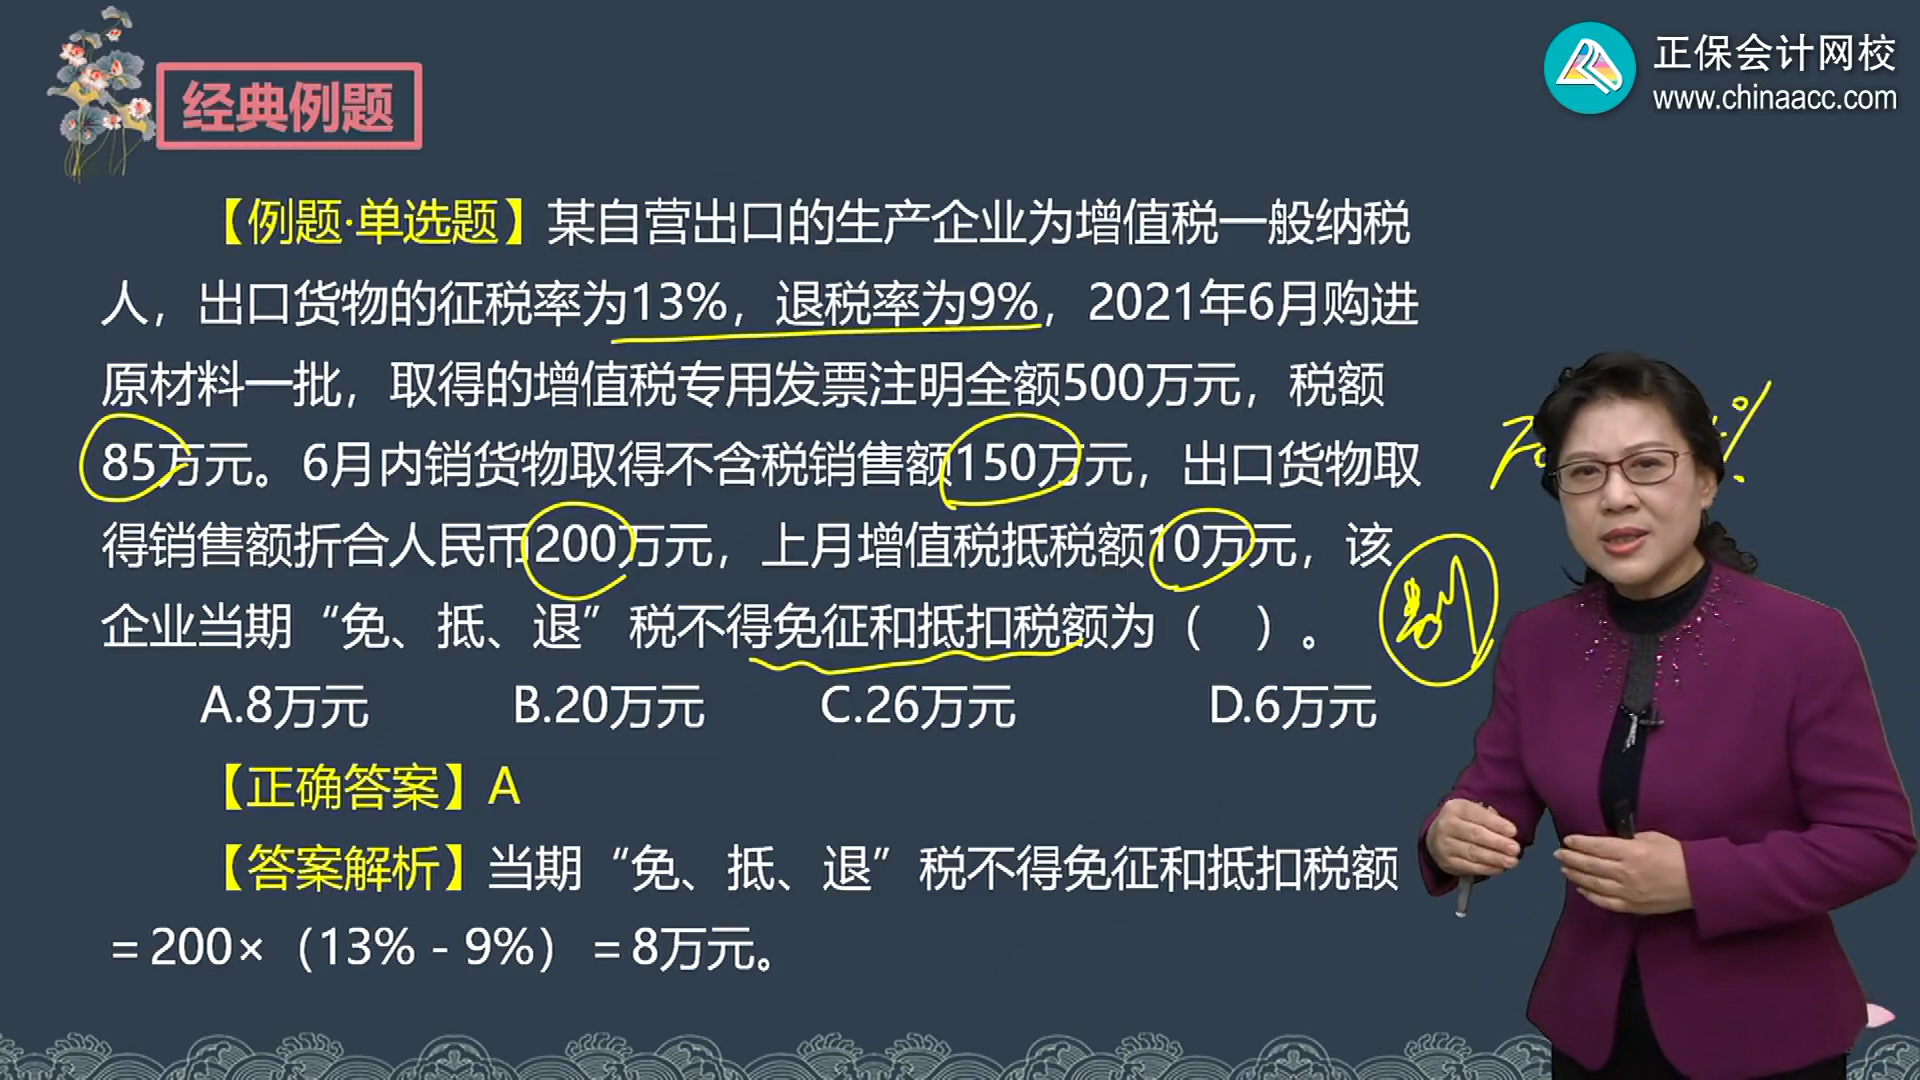 正保会计网校
www.chinaacc.com
经典例题
【例题·单选题】某自营出口的生产企业为增值税一般纳税
人，出口货物的征税率为13%，退税率为9%，2021年6月购进
原材料一批，取得的增值税专用发票注明全额500万元，税额
85万元。6月内销货物取得不含税销售额150万元，出口货物取
得销售额折合人民币200万元，上月增值税抵税额10万元，该
企业当期“免、抵、退”税不得免征和抵扣税额为（ ）。
剔
A.8万元 B.20万元 C.26万元 D.6万元
【正确答案】A
【答案解析】当期“免、抵、退”税不得免征和抵扣税额
＝200×（13%－9%）＝8万元。